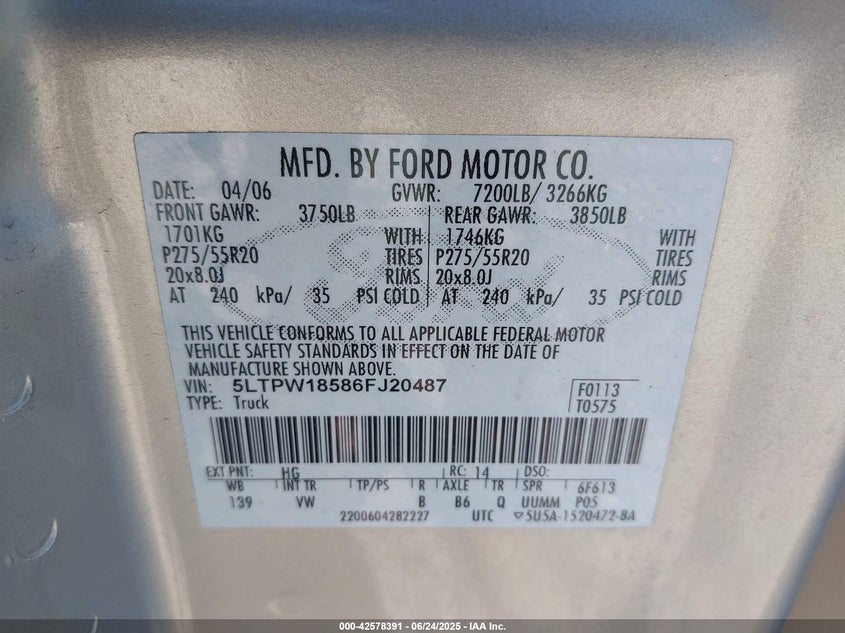 MFD. BY FORD MOTOR CO.
DATE: 04/06 GVWR: 7200LB/ 3266KG
FRONT GAWR: 3750LB REAR GAWR: 3850LB
1701KG WITH 1746KG WITH
P275/55R20 TIRES P275/55R20 TIRES
20x8.0J RIMS 20x8.0J RIMS
AT 240 kPa/ 35 PSI COLD AT 240 kPa/ 35 PSI COLD
Ford
THIS VEHICLE CONFORMS TO ALL APPLICABLE FEDERAL MOTOR
VEHICLE SAFETY STANDARDS IN EFFECT ON THE DATE OF
MANUFACTURE SHOWN ABOVE.
VIN: 5LTPW18586FJ20487 F0113
TYPE: Truck T0575
EXT PNT: HG RC: 14 DSO:
WB INT TR TP/PS R AXLE TR SPR 6F613
139 VW B B6 Q UUMM P05
2200604282227 UTC ▽5U5A-1520472-BA
000-42578391 - 06/24/2025 - IAA Inc.